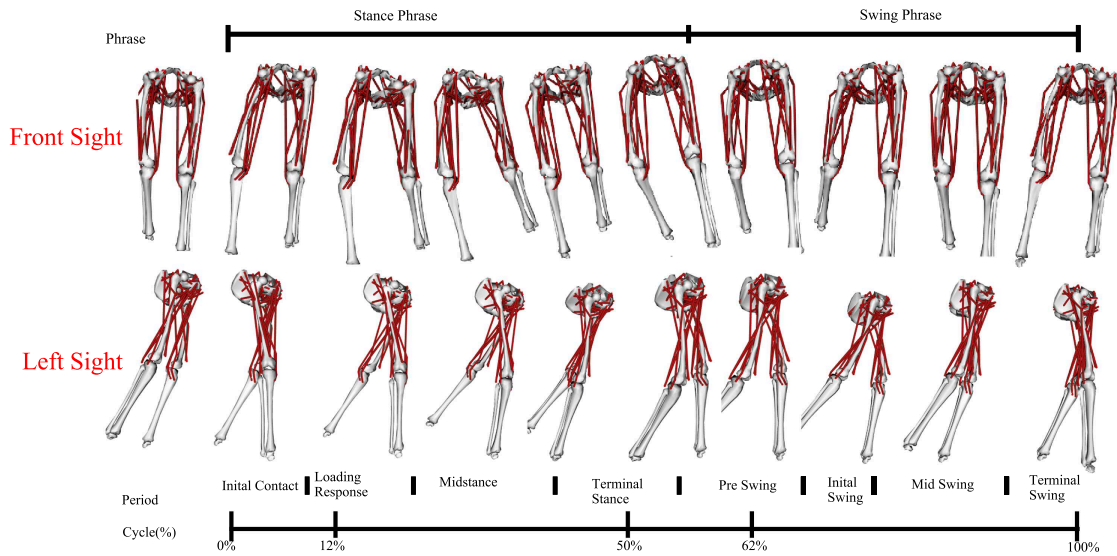 Stance Phrase
Swing Phrase
Phrase
Front Sight
Left Sight
Period
Inital Contact
Loading
Response
Midstance
Terminal
Stance
Pre Swing
Inital
Swing
Mid Swing
Terminal
Swing
Cycle(%)
0%
12%
50%
62%
100%